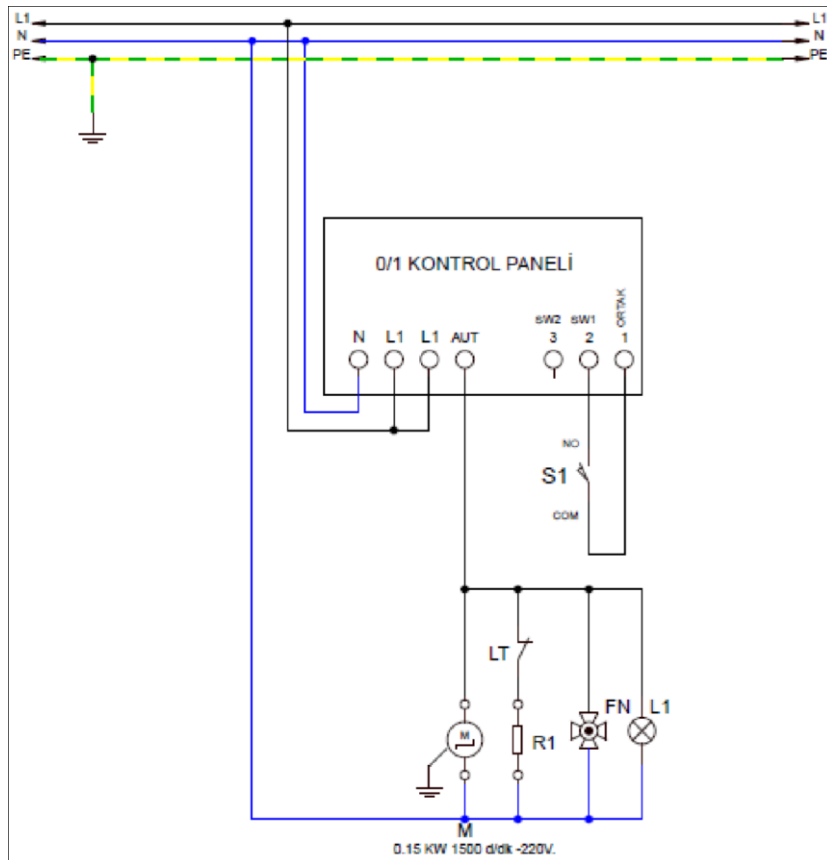 L1 L1
N N
PE PE
0/1 KONTROL PANELİ
SW2 SW1 ORTAK
N L1 L1 AUT 3 2 1
NO
S1
COM
LT
FN L1
M R1
M
0.15 KW 1500 d/dk -220V.